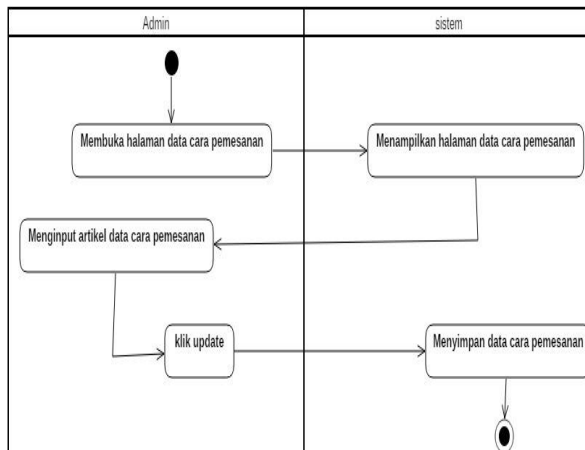 Admin
sistem
Membuka halaman data cara pemesanan
Menampilkan halaman data cara pemesanan
Menginput artikel data cara pemesanan
klik update
Menyimpan data cara pemesanan